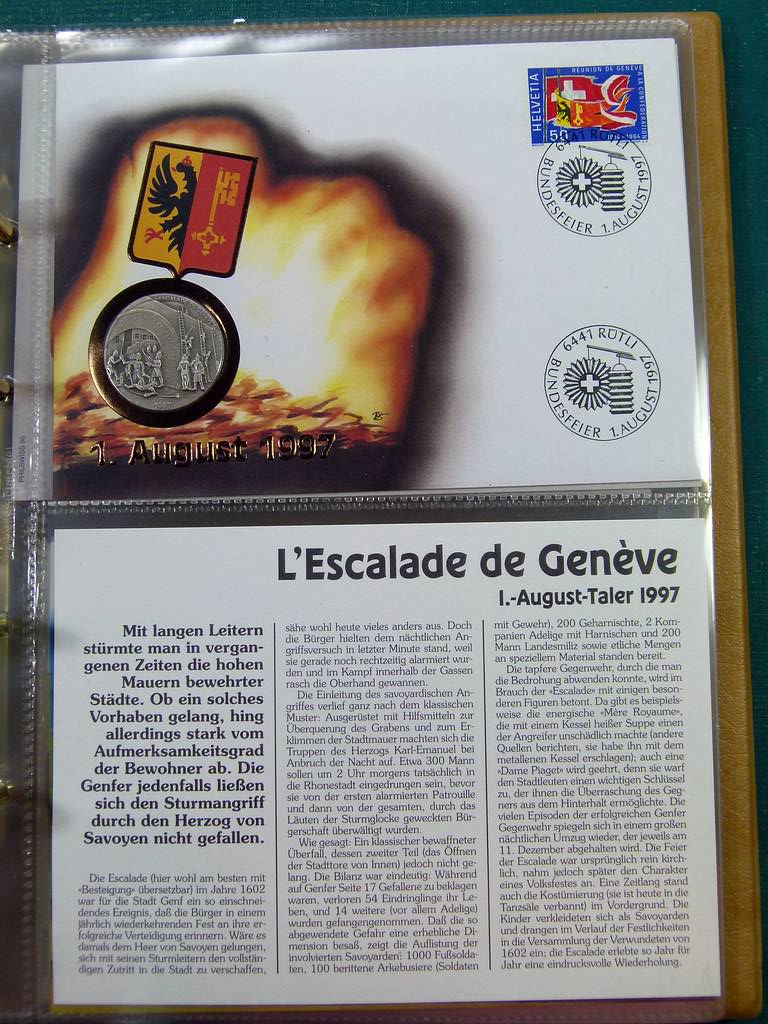 HELVETIA
RÉUNION DE GENÈVE
À LA CONFÉDÉRATION
50
1814-1964
6441 RÜTLI
BUNDESFEIER 1. AUGUST 1997
ESCALADE
1997
6441 RÜTLI
BUNDESFEIER 1. AUGUST 1997
1. August 1997
PHILSWISS 96
L'Escalade de Genève
1.-August-Taler 1997
Mit langen Leitern
stürmte man in vergan-
genen Zeiten die hohen
Mauern bewehrter
Städte. Ob ein solches
Vorhaben gelang, hing
allerdings stark vom
Aufmerksamkeitsgrad
der Bewohner ab. Die
Genfer jedenfalls ließen
sich den Sturmangriff
durch den Herzog von
Savoyen nicht gefallen.
Die Escalade (hier wohl am besten mit
«Besteigung» übersetzbar) im Jahre 1602
war für die Stadt Genf ein so einschnei-
dendes Ereignis, daß die Bürger in einem
jährlich wiederkehrenden Fest an ihre er-
folgreiche Verteidigung erinnern. Wäre es
damals dem Heer von Savoyen gelungen,
sich mit seinen Sturmleitern den vollstän-
digen Zutritt in die Stadt zu verschaffen,
sähe wohl heute vieles anders aus. Doch
die Bürger hielten dem nächtlichen An-
griffsversuch in letzter Minute stand, weil
sie gerade noch rechtzeitig alarmiert wur-
den und im Kampf innerhalb der Gassen
rasch die Oberhand gewannen.
Die Einleitung des savoyardischen An-
griffes verlief ganz nach dem klassischen
Muster: Ausgerüstet mit Hilfsmitteln zur
Überquerung des Grabens und zum Er-
klimmen der Stadtmauer machten sich die
Truppen des Herzogs Karl-Emanuel bei
Anbruch der Nacht auf. Etwa 300 Mann
sollen um 2 Uhr morgens tatsächlich in
die Rhonestadt eingedrungen sein, bevor
sie von der ersten alarmierten Patrouille
und dann von der gesamten, durch das
Läuten der Sturmglocke geweckten Bür-
gerschaft überwältigt wurden.
Wie gesagt: Ein klassischer bewaffneter
Überfall, dessen zweiter Teil (das Öffnen
der Stadttore von Innen) jedoch nicht ge-
lang. Die Bilanz war eindeutig: Während
auf Genfer Seite 17 Gefallene zu beklagen
waren, verloren 54 Eindringlinge ihr Le-
ben, und 14 weitere (vor allem Adelige)
wurden gefangengenommen. Daß die so
abgewendete Gefahr eine erhebliche Di-
mension besaß, zeigt die Auflistung der
involvierten Savoyarden: 1000 Fußsolda-
ten, 100 berittene Arkebusiere (Soldaten
mit Gewehr), 200 Geharnischte, 2 Kom-
panien Adelige mit Harnischen und 200
Mann Landesmiliz sowie etliche Mengen
an speziellem Material standen bereit.
Die tapfere Gegenwehr, durch die man
die Bedrohung abwenden konnte, wird im
Brauch der «Escalade» mit einigen beson-
deren Figuren betont. Da gibt es beispiels-
weise die energische «Mère Royaume»,
die mit einem Kessel heißer Suppe einen
der Angreifer unschädlich machte (andere
Quellen berichten, sie habe ihn mit dem
metallenen Kessel erschlagen); auch eine
«Dame Piaget» wird geehrt, denn sie warf
den Stadtleuten einen wichtigen Schlüssel
zu, der ihnen die Überraschung des Geg-
ners aus dem Hinterhalt ermöglichte. Die
vielen Episoden der erfolgreichen Genfer
Gegenwehr spiegeln sich in einem großen
nächtlichen Umzug wieder, der jeweils am
11. Dezember abgehalten wird. Die Feier
der Escalade war ursprünglich rein kirch-
lich, nahm jedoch später den Charakter
eines Volksfestes an. Eine Zeitlang stand
auch die Kostümierung (sie ist heute in die
Tanzsäle verbannt) im Vordergrund. Die
Kinder verkleideten sich als Savoyarden
und drangen im Verlauf der Festlichkeiten
in die Versammlung der Verwundeten von
1602 ein; die Escalade erlebte so Jahr für
Jahr eine eindrucksvolle Wiederholung.